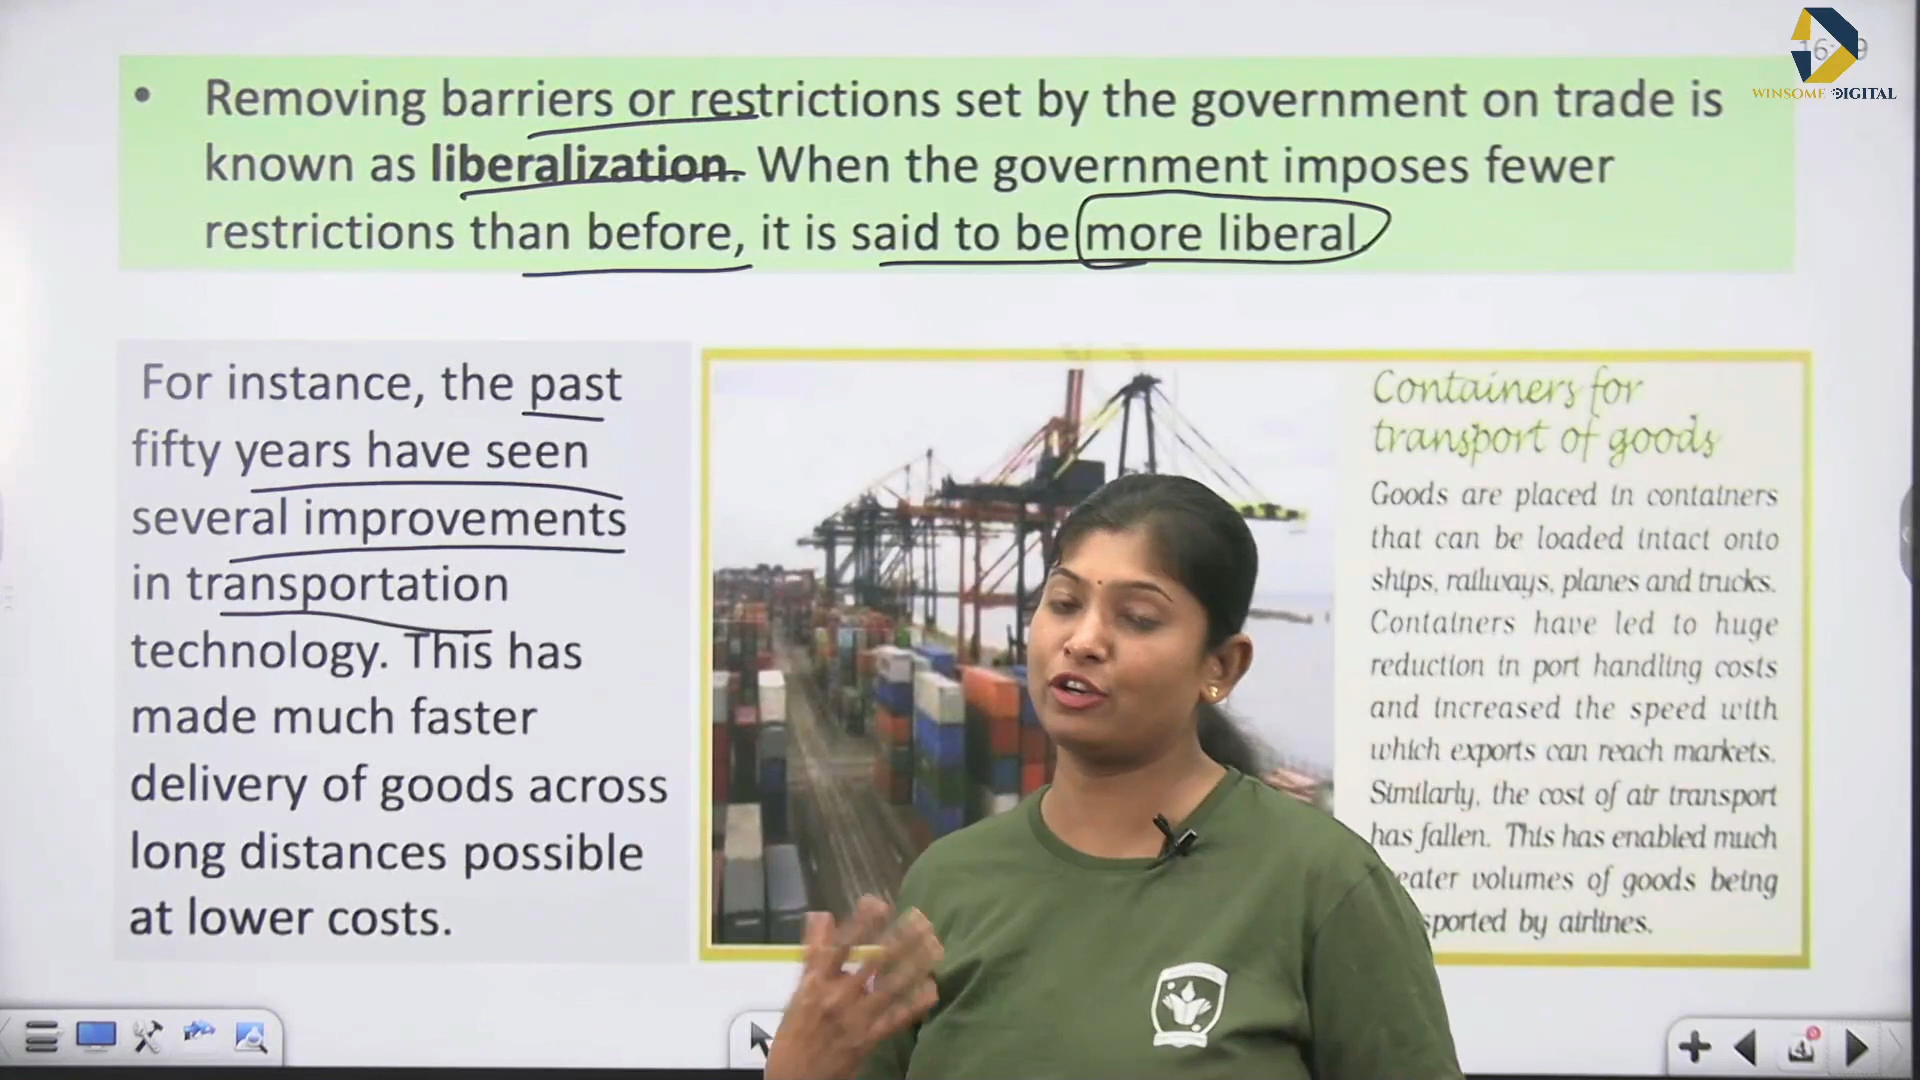 WINSOME DIGITAL
• Removing barriers or restrictions set by the government on trade is
known as liberalization. When the government imposes fewer
restrictions than before, it is said to be more liberal.
For instance, the past
fifty years have seen
several improvements
in transportation
technology. This has
made much faster
delivery of goods across
long distances possible
at lower costs.
Containers for
transport of goods
Goods are placed in containers
that can be loaded intact onto
ships, railways, planes and trucks.
Containers have led to huge
reduction in port handling costs
and increased the speed with
which exports can reach markets.
Similarly, the cost of air transport
has fallen. This has enabled much
eater volumes of goods being
sported by airlines.
4